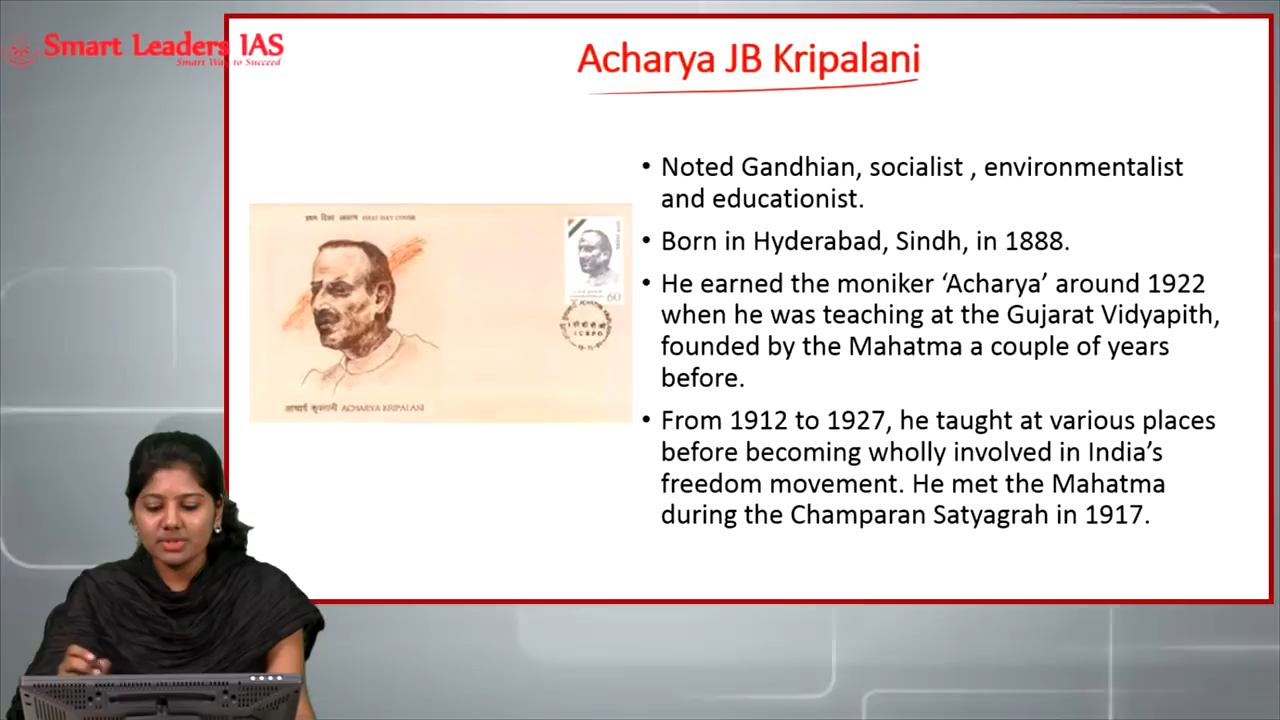 Smart Leaders IAS
Smart Way to Succeed
Acharya JB Kripalani
• Noted Gandhian, socialist , environmentalist
and educationist.
• Born in Hyderabad, Sindh, in 1888.
• He earned the moniker ‘Acharya’ around 1922
when he was teaching at the Gujarat Vidyapith,
founded by the Mahatma a couple of years
before.
• From 1912 to 1927, he taught at various places
before becoming wholly involved in India’s
freedom movement. He met the Mahatma
during the Champaran Satyagrah in 1917.
प्रथम दिवस आवरण FIRST DAY COVER
60
आचार्य कृपलानी ACHARYA KRIPALANI